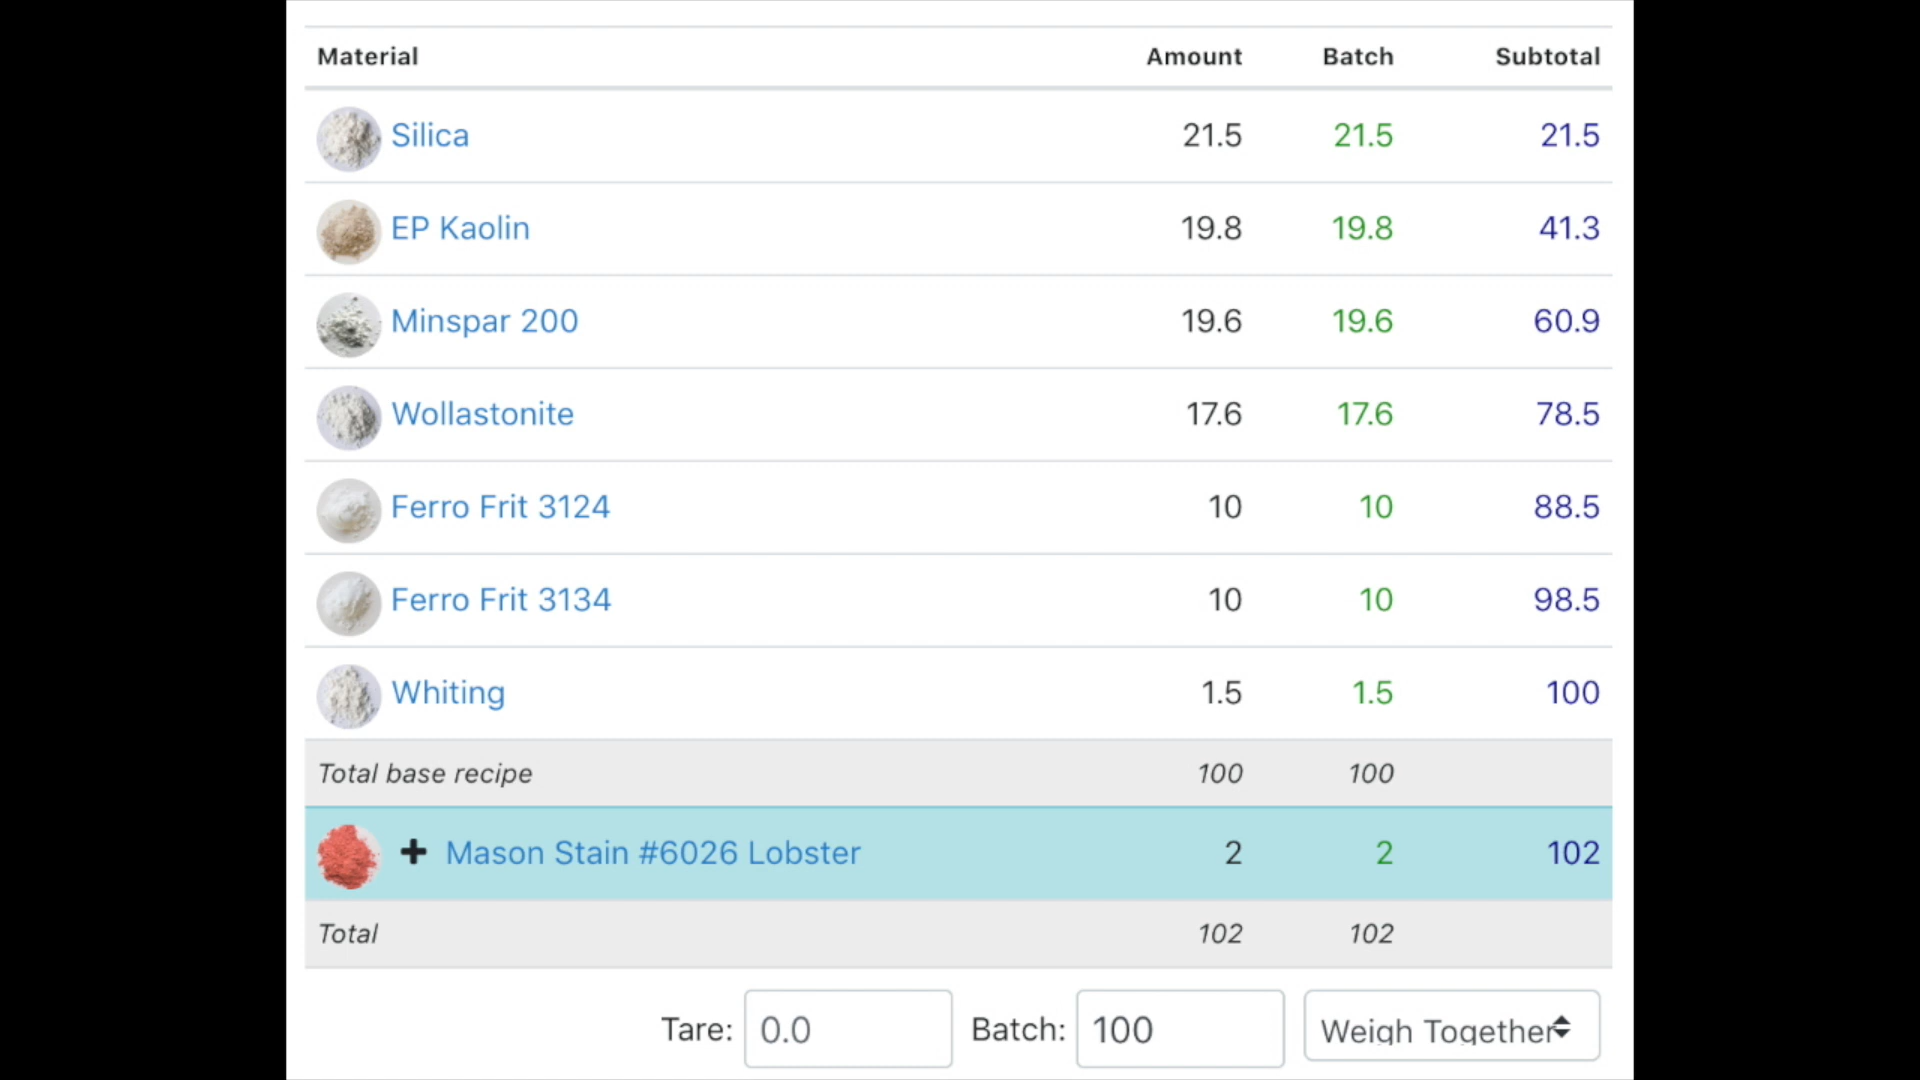 Material Amount Batch Subtotal
Silica 21.5 21.5 21.5
EP Kaolin 19.8 19.8 41.3
Minspar 200 19.6 19.6 60.9
Wollastonite 17.6 17.6 78.5
Ferro Frit 3124 10 10 88.5
Ferro Frit 3134 10 10 98.5
Whiting 1.5 1.5 100
Total base recipe 100 100
+ Mason Stain #6026 Lobster 2 2 102
Total 102 102
Tare: 0.0 Batch: 100 Weigh Together